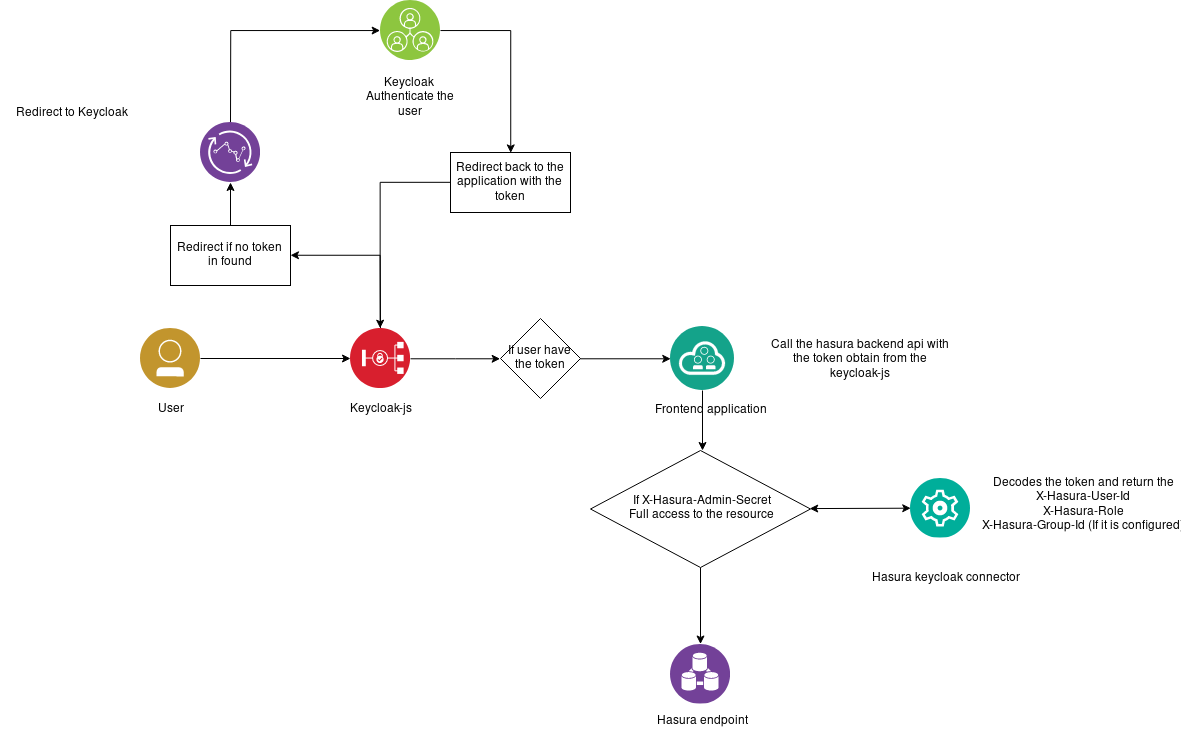 Keycloak
Authenticate the
user
Redirect to Keycloak
Redirect back to the
application with the
token
Redirect if no token
in found
If user have
the token
Call the hasura backend api with
the token obtain from the
keycloak-js
User
Keycloak-js
Frontend application
If X-Hasura-Admin-Secret
Full access to the resource
Decodes the token and return the
X-Hasura-User-Id
X-Hasura-Role
X-Hasura-Group-Id (If it is configured
Hasura keycloak connector
Hasura endpoint